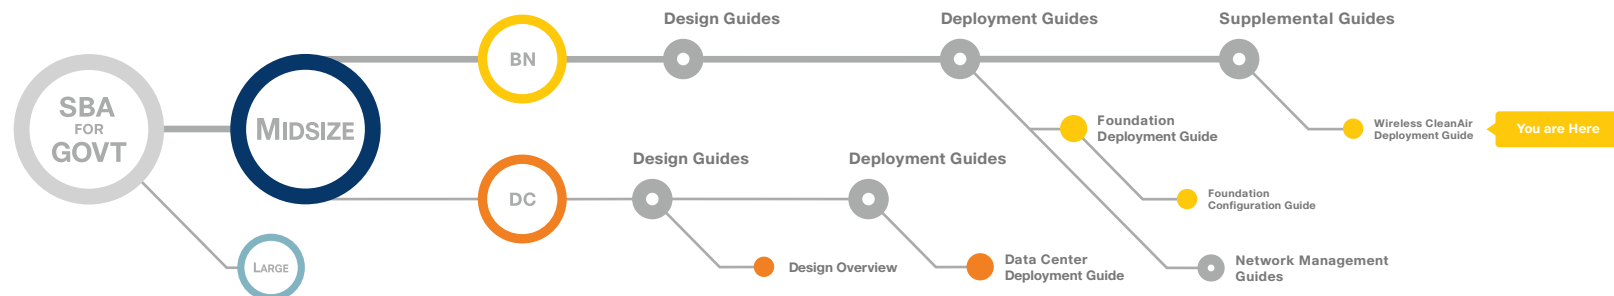 SBA
FOR
GOVT
MIDSIZE
LARGE
BN
Design Guides
Deployment Guides
Supplemental Guides
Foundation
Deployment Guide
Wireless CleanAir
Deployment Guide
You are Here
Foundation
Configuration Guide
Network Management
Guides
DC
Design Guides
Deployment Guides
Design Overview
Data Center
Deployment Guide